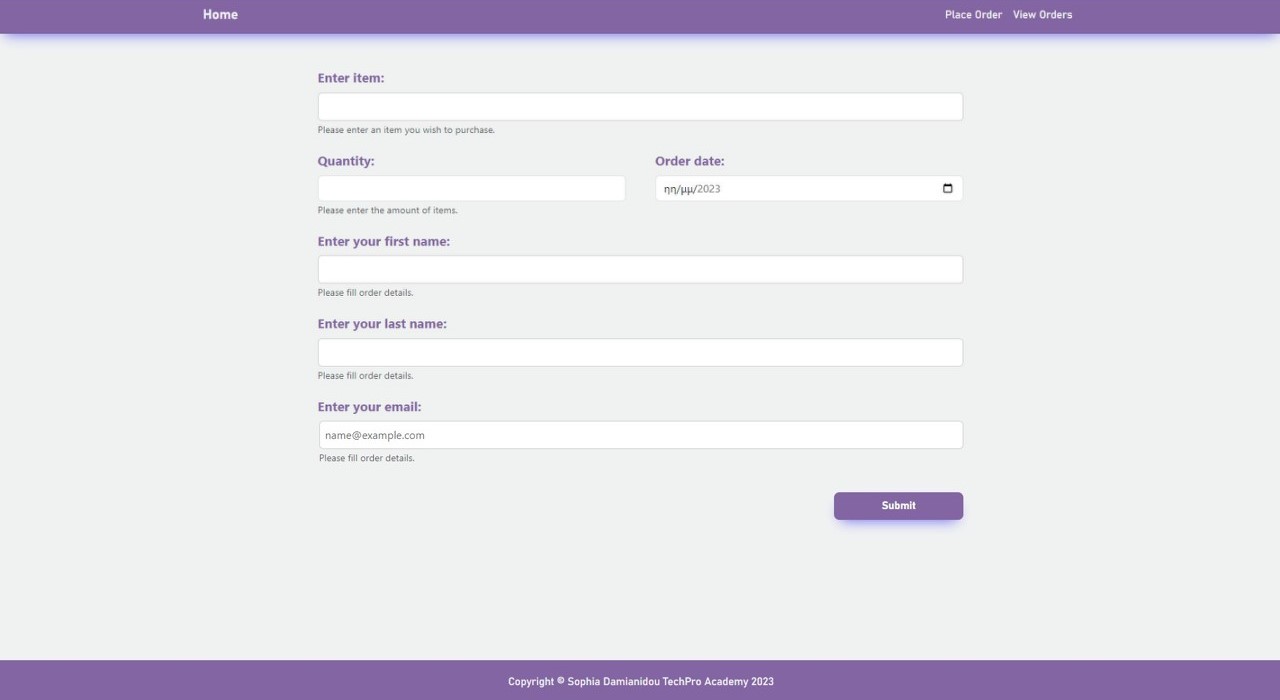 Home Place Order View Orders
Enter item:
Please enter an item you wish to purchase.
Quantity: Order date:
ηη/μμ/2023
Please enter the amount of items.
Enter your first name:
Please fill order details.
Enter your last name:
Please fill order details.
Enter your email:
name@example.com
Please fill order details.
Submit
Copyright © Sophia Damianidou TechPro Academy 2023